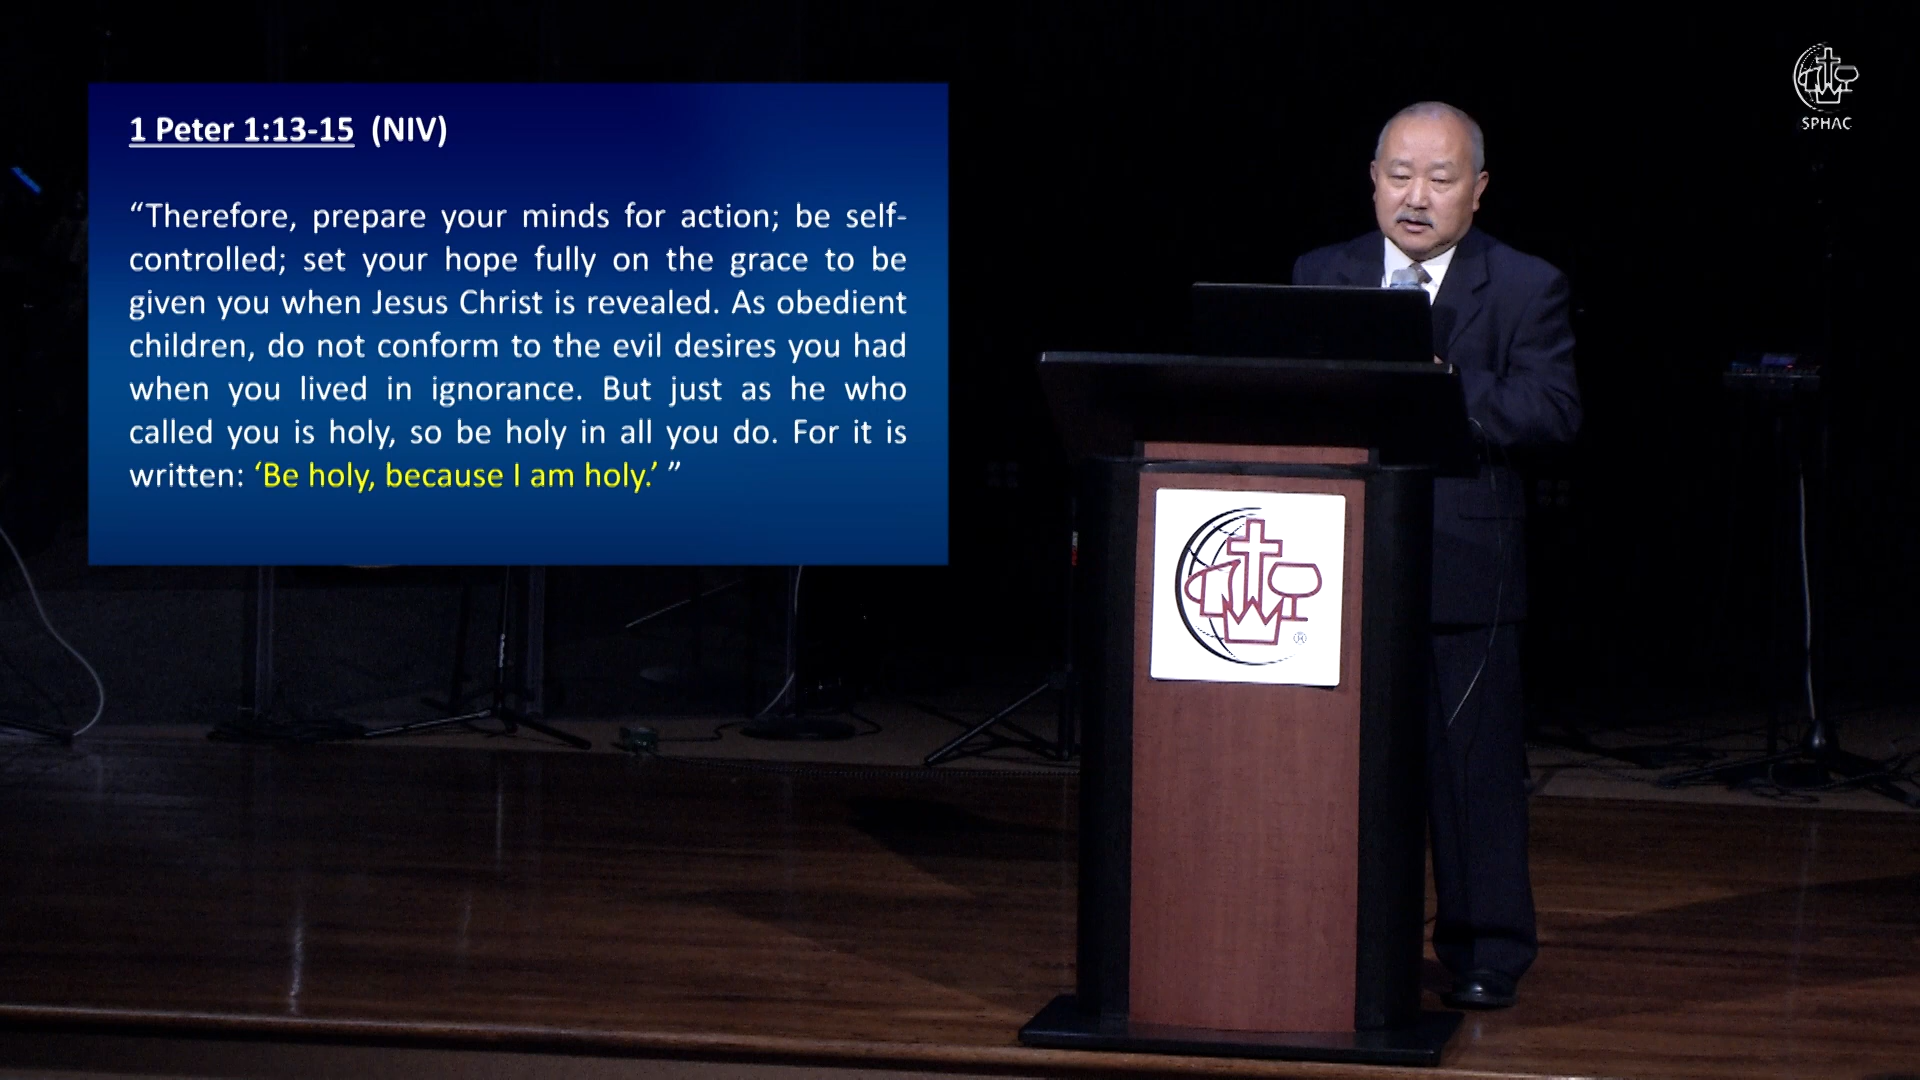 1 Peter 1:13-15 (NIV)
“Therefore, prepare your minds for action; be self-
controlled; set your hope fully on the grace to be
given you when Jesus Christ is revealed. As obedient
children, do not conform to the evil desires you had
when you lived in ignorance. But just as he who
called you is holy, so be holy in all you do. For it is
written: ‘Be holy, because I am holy.’ ”
SPHAC
®